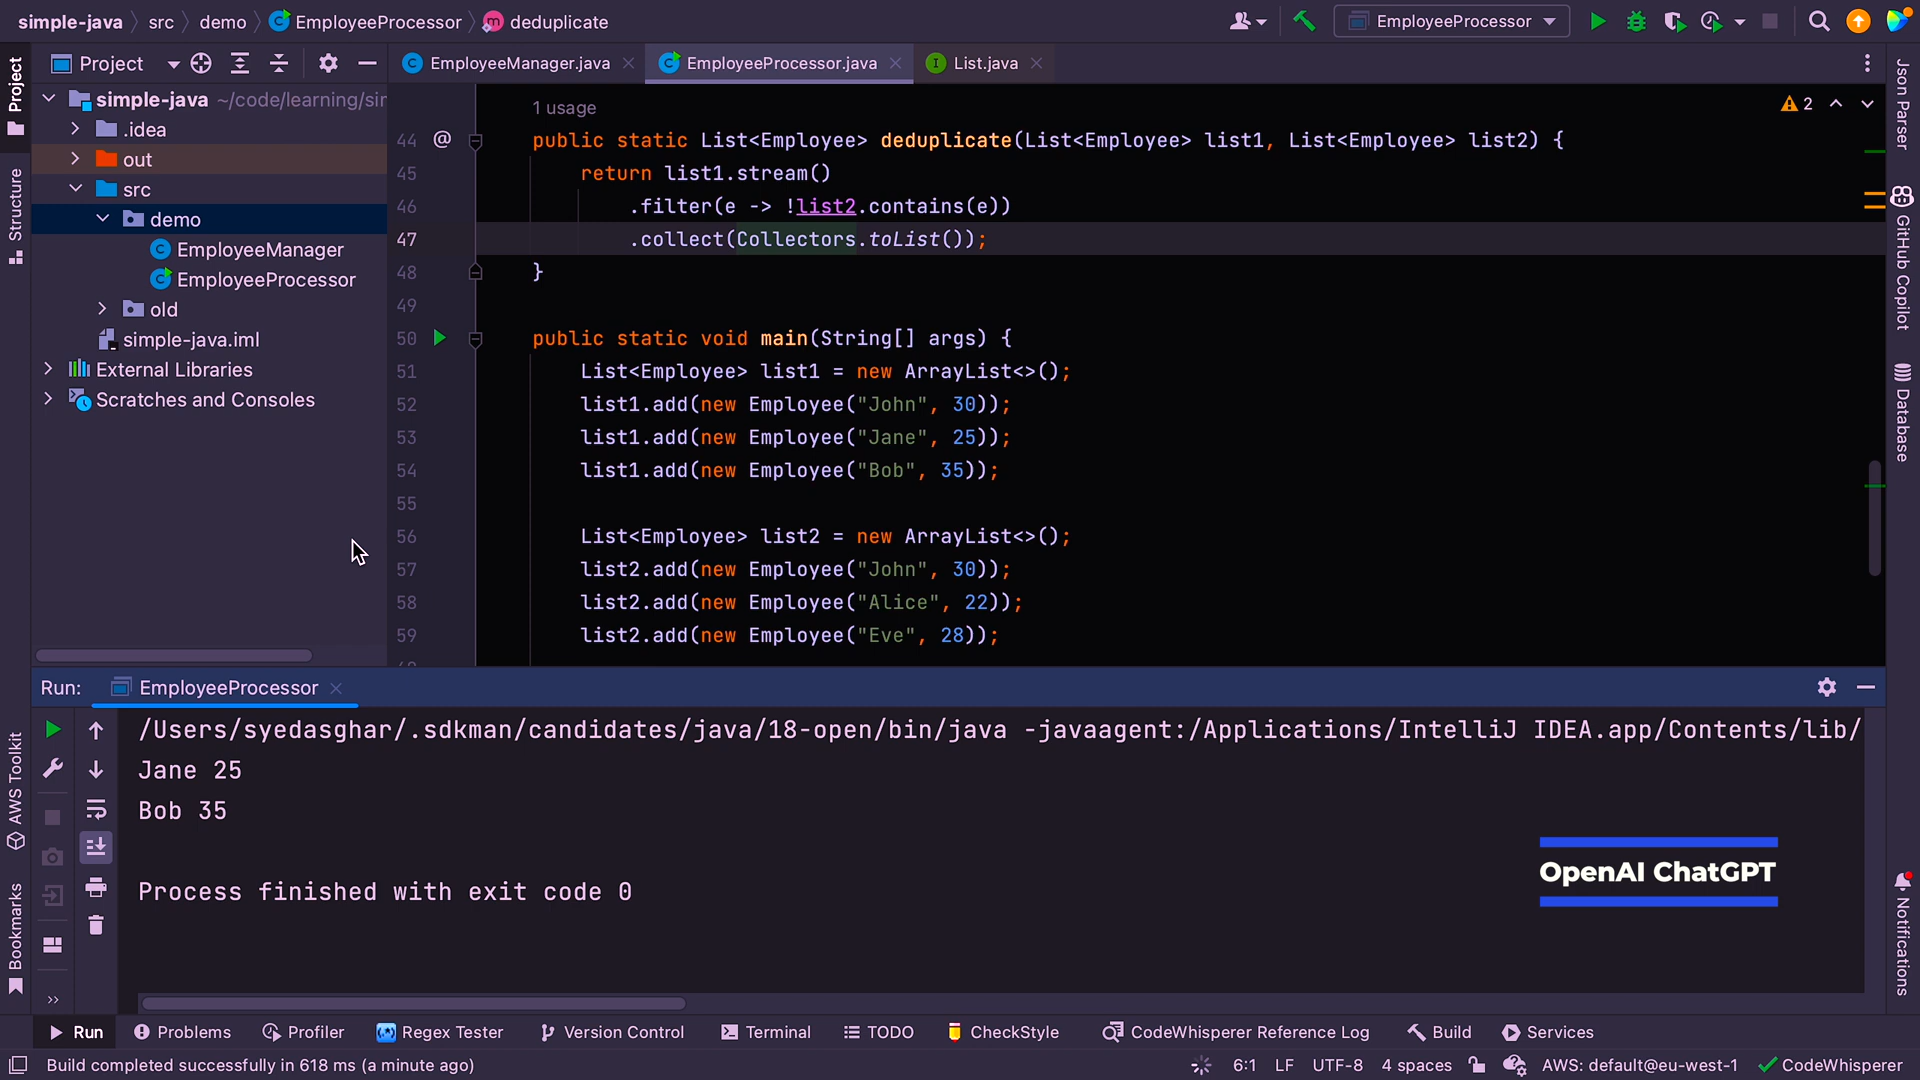 simple-java src demo EmployeeProcessor deduplicate
EmployeeProcessor
Project
EmployeeManager.java
EmployeeProcessor.java
List.java
Project
Structure
AWS Toolkit
Bookmarks
simple-java ~/code/learning/sir
.idea
out
src
demo
EmployeeManager
EmployeeProcessor
old
simple-java.iml
External Libraries
Scratches and Consoles
1 usage
2
44 @ public static List<Employee> deduplicate(List<Employee> list1, List<Employee> list2) {
45 return list1.stream()
46 .filter(e -> !list2.contains(e))
47 .collect(Collectors.toList());
48 }
49
50 public static void main(String[] args) {
51 List<Employee> list1 = new ArrayList<>();
52 list1.add(new Employee("John", 30));
53 list1.add(new Employee("Jane", 25));
54 list1.add(new Employee("Bob", 35));
55
56 List<Employee> list2 = new ArrayList<>();
57 list2.add(new Employee("John", 30));
58 list2.add(new Employee("Alice", 22));
59 list2.add(new Employee("Eve", 28));
Json Parser
GitHub Copilot
Database
Notifications
Run: EmployeeProcessor
/Users/syedasghar/.sdkman/candidates/java/18-open/bin/java -javaagent:/Applications/IntelliJ IDEA.app/Contents/lib/
Jane 25
Bob 35
Process finished with exit code 0
OpenAI ChatGPT
Run Problems Profiler Regex Tester Version Control Terminal TODO CheckStyle CodeWhisperer Reference Log Build Services
Build completed successfully in 618 ms (a minute ago)
6:1 LF UTF-8 4 spaces AWS: default@eu-west-1 CodeWhisperer